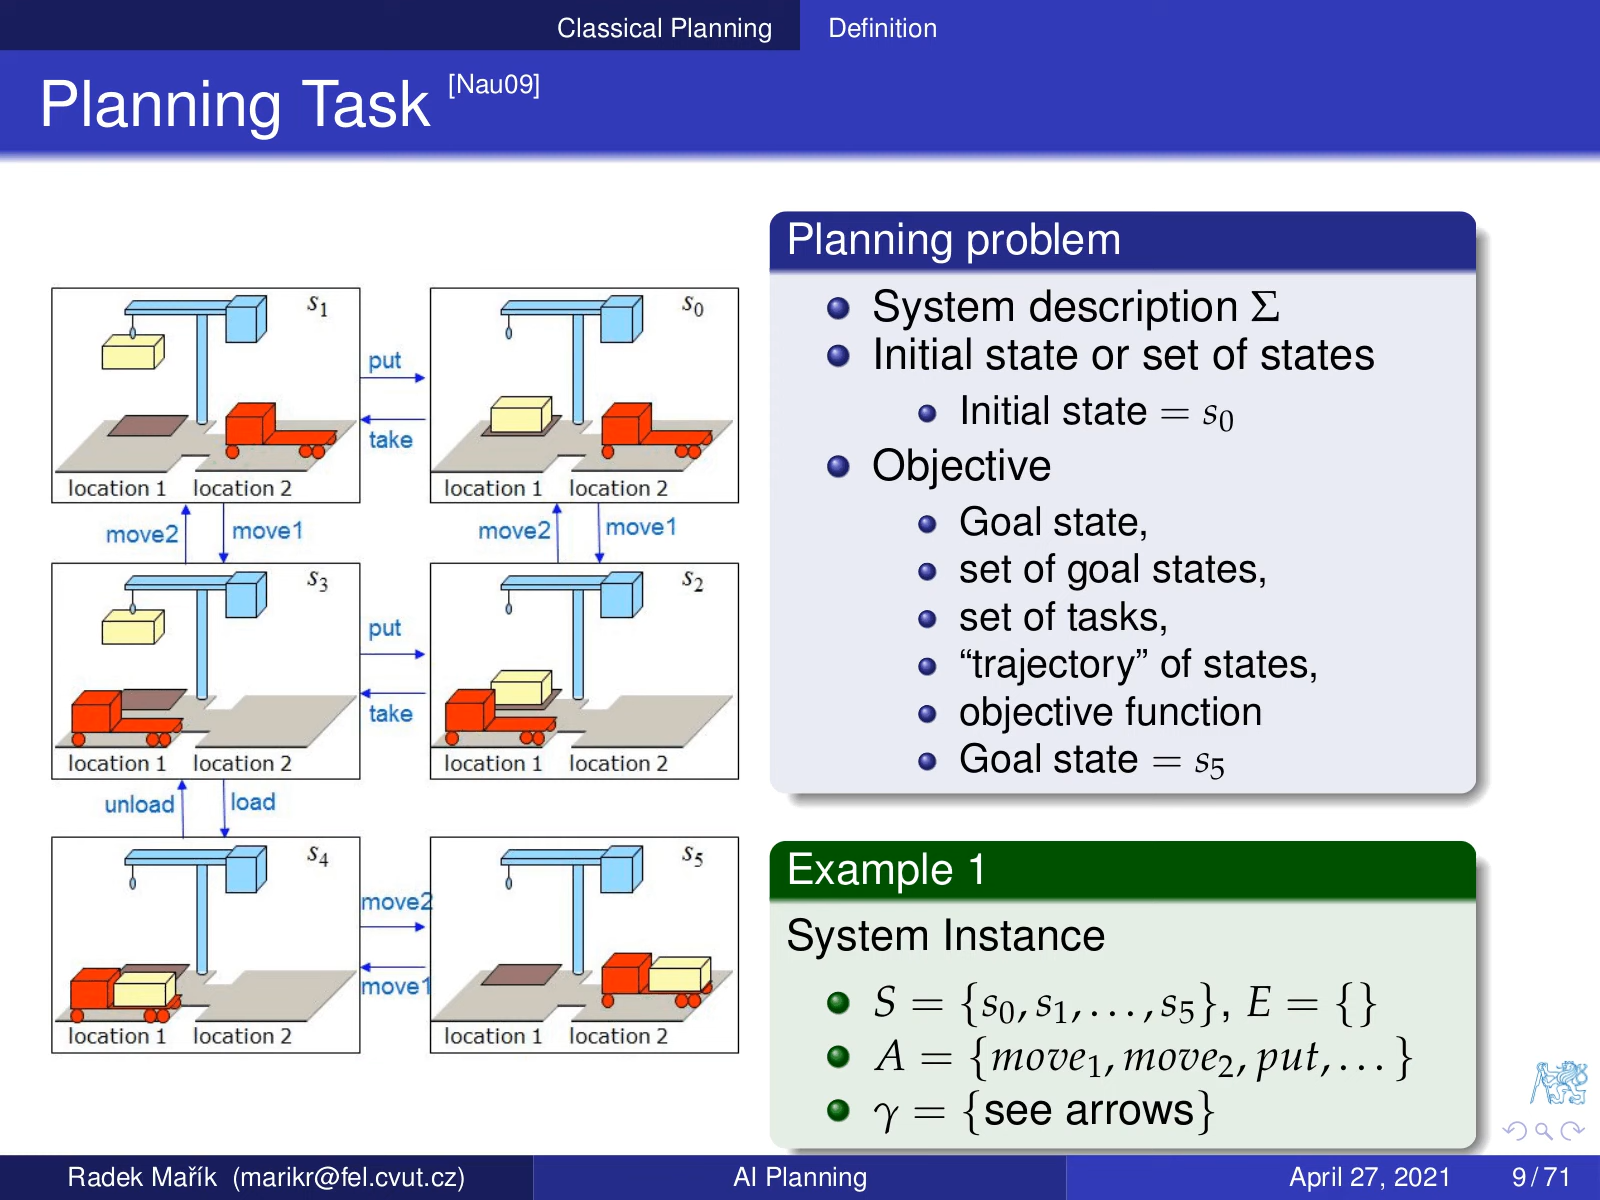 Classical Planning Definition
Planning Task [Nau09]
s1
put
take
location 1 location 2
s0
location 1 location 2
move2 move1
move2 move1
s3
put
take
location 1 location 2
s2
location 1 location 2
unload load
s4
move2
move1
location 1 location 2
s5
location 1 location 2
Planning problem
System description Σ
Initial state or set of states
Initial state = s0
Objective
Goal state,
set of goal states,
set of tasks,
“trajectory” of states,
objective function
Goal state = s5
Example 1
System Instance
S = {s0, s1, . . . , s5}, E = {}
A = {move1, move2, put, . . . }
γ = {see arrows}
Radek Mařík (marikr@fel.cvut.cz) AI Planning April 27, 2021 9 / 71